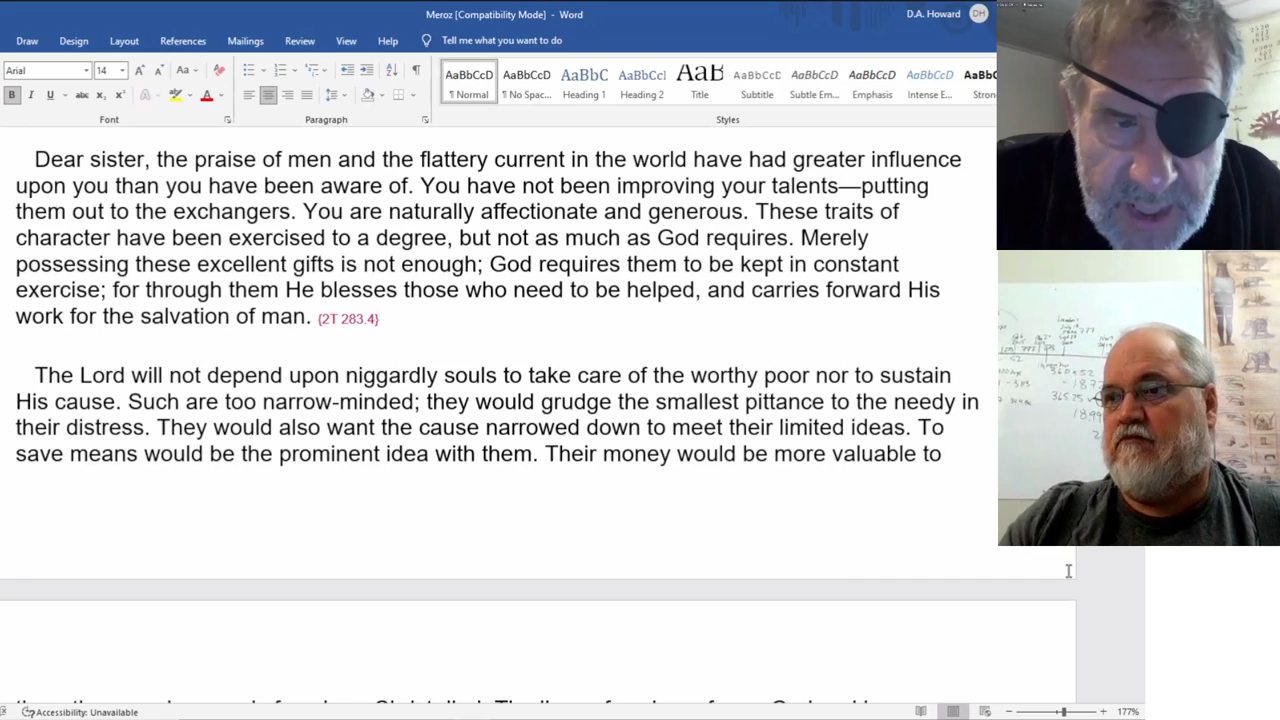 Meroz [Compatibility Mode] - Word
D.A. Howard
DH
Draw Design Layout References Mailings Review View Help Tell me what you want to do
Arial 14 Aa
AaBbCcD AaBbCcD AaBbC AaBbCcI AaB AaBbCcD AaBbCcD AaBbCcD AaBbCcD AaBbC
¶ Normal ¶ No Spac... Heading 1 Heading 2 Title Subtitle Subtle Em... Emphasis Intense E... Stron
B I U abc X₂ X² A A
Font Paragraph Styles
Dear sister, the praise of men and the flattery current in the world have had greater influence
upon you than you have been aware of. You have not been improving your talents—putting
them out to the exchangers. You are naturally affectionate and generous. These traits of
character have been exercised to a degree, but not as much as God requires. Merely
possessing these excellent gifts is not enough; God requires them to be kept in constant
exercise; for through them He blesses those who need to be helped, and carries forward His
work for the salvation of man. {2T 283.4}
The Lord will not depend upon niggardly souls to take care of the worthy poor nor to sustain
His cause. Such are too narrow-minded; they would grudge the smallest pittance to the needy in
their distress. They would also want the cause narrowed down to meet their limited ideas. To
save means would be the prominent idea with them. Their money would be more valuable to
360 x 52
365.25
Accessibility: Unavailable
177%